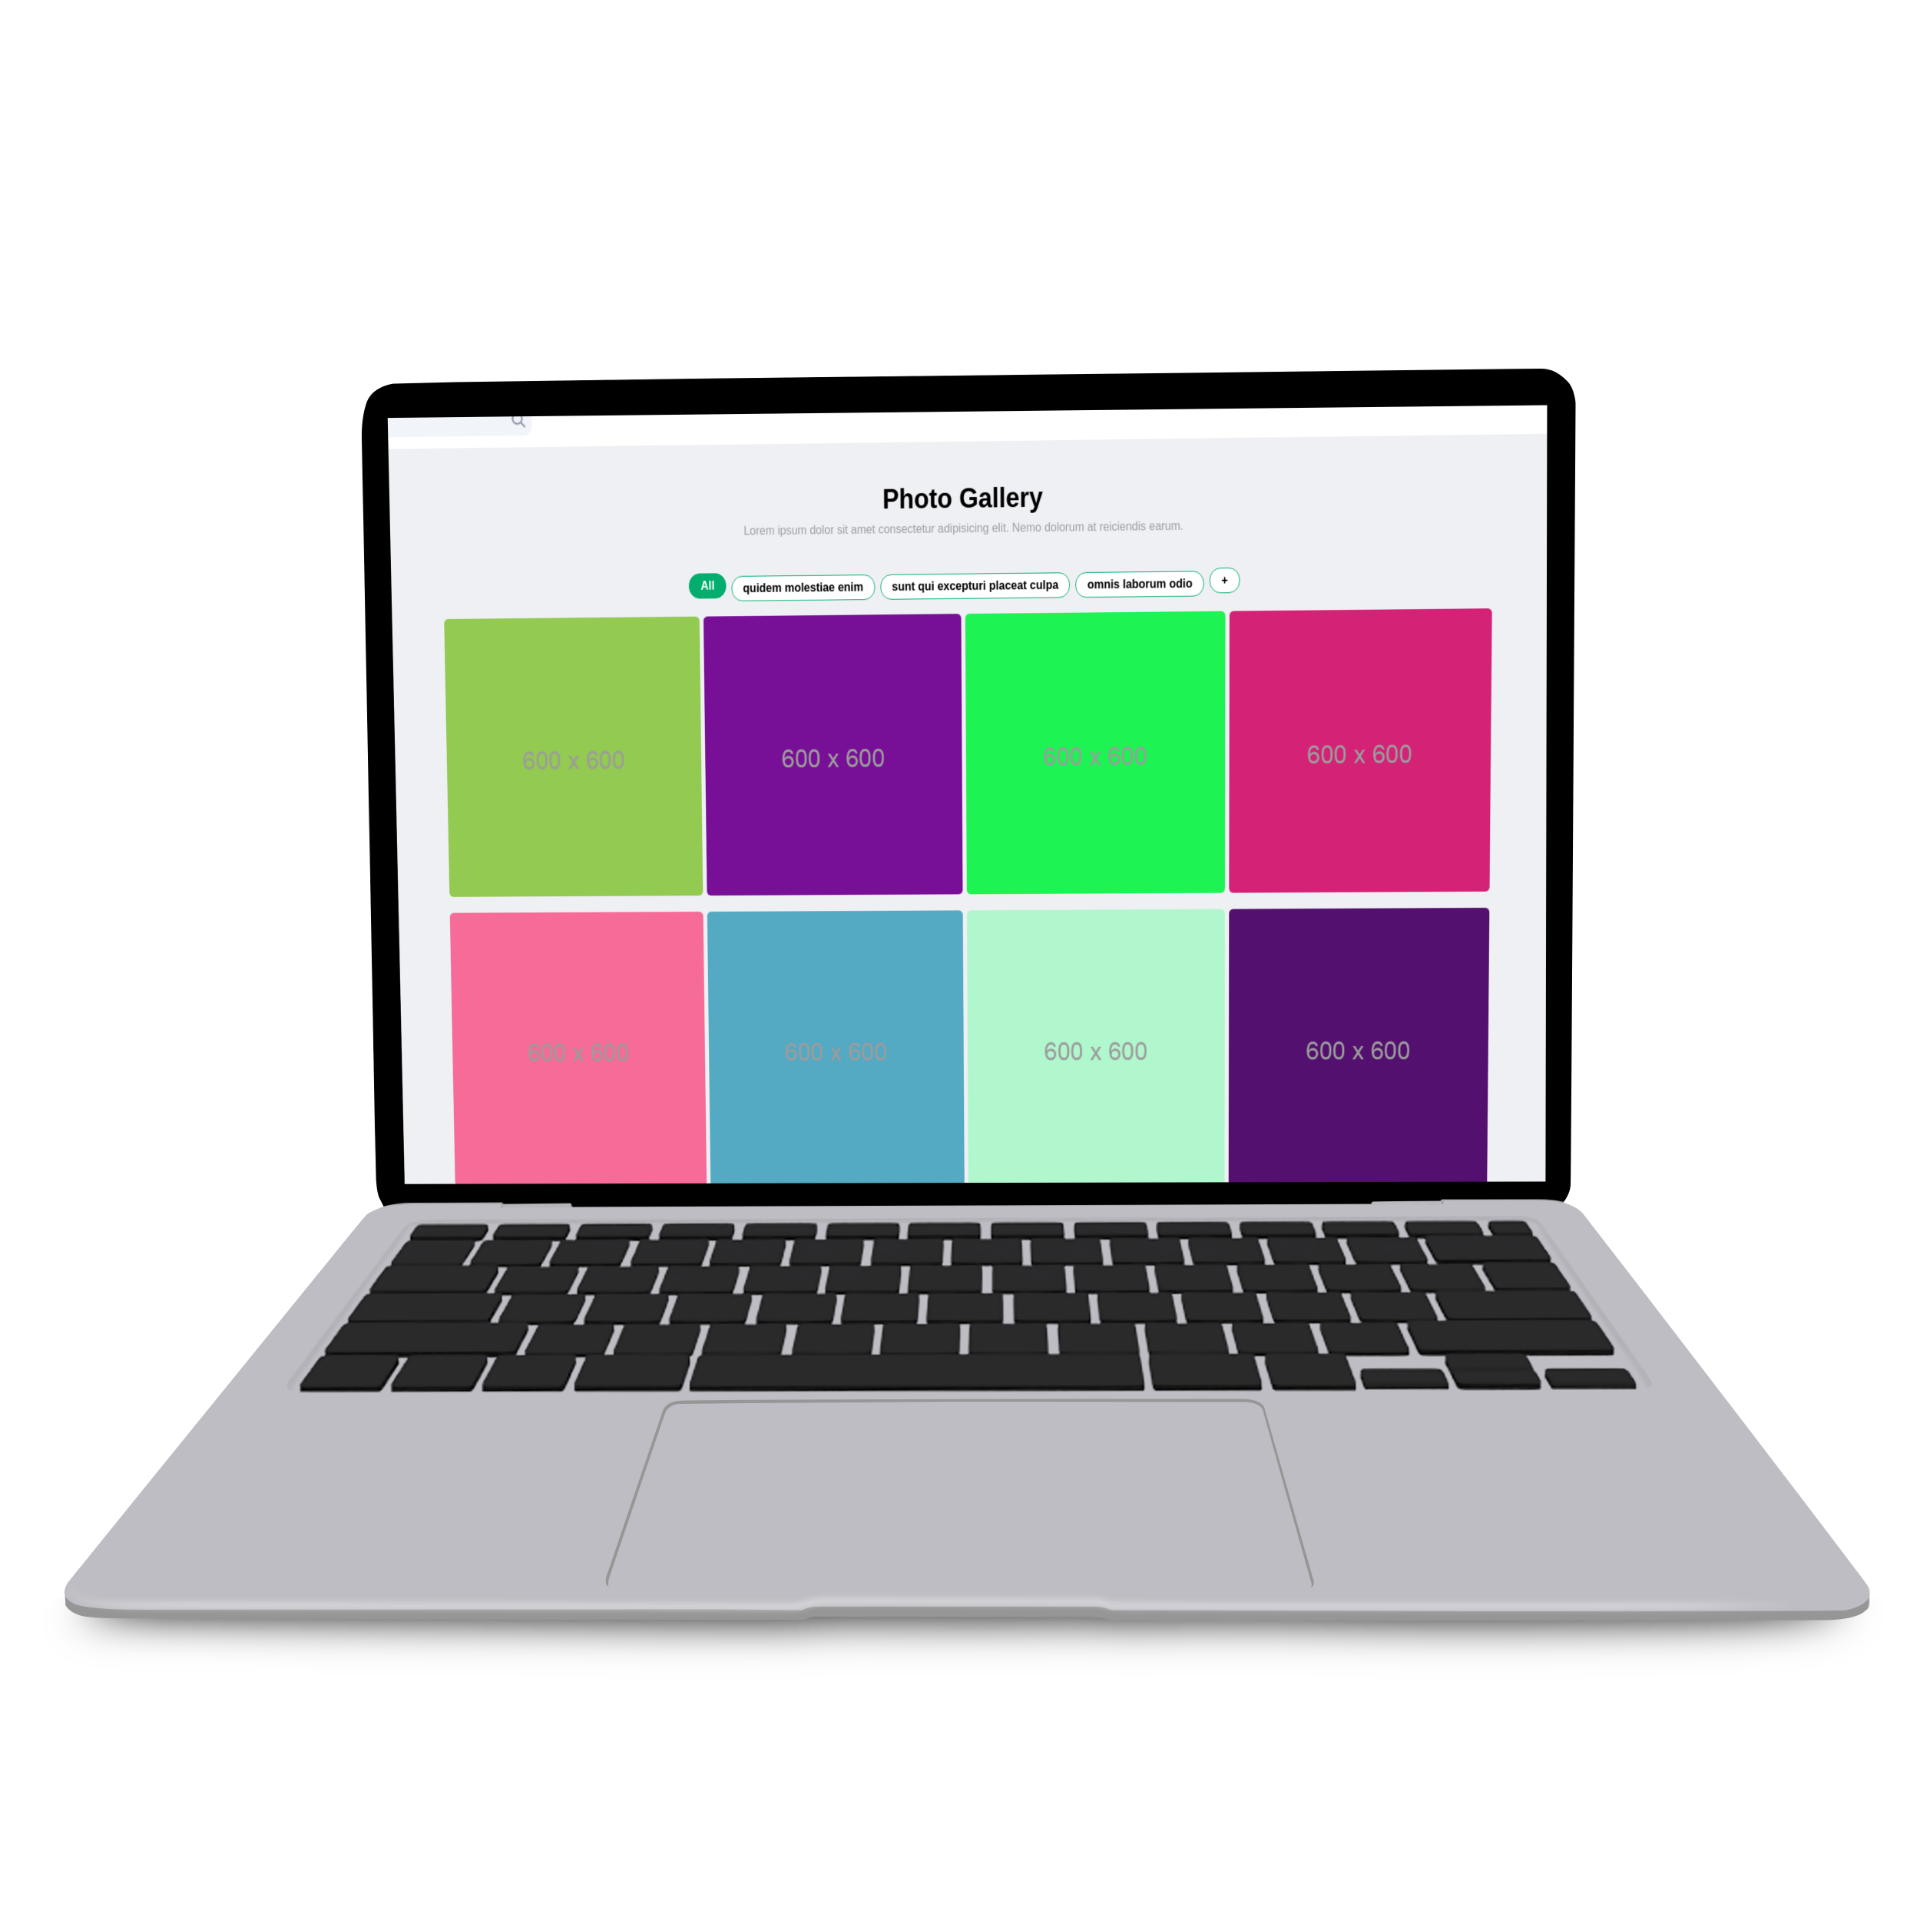 Photo Gallery
Lorem ipsum dolor sit amet consectetur adipisicing elit. Nemo dolorum at reiciendis earum.
All quidem molestiae enim sunt qui excepturi placeat culpa omnis laborum odio +
600 x 600 600 x 600 600 x 600 600 x 600
600 x 600 600 x 600 600 x 600 600 x 600